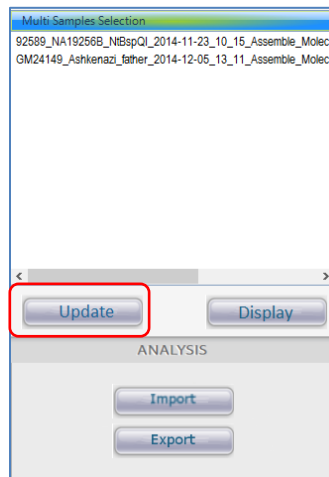 Multi Samples Selection
92589_NA19256B_NtBspQI_2014-11-23_10_15_Assemble_Molec
GM24149_Ashkenazi_father_2014-12-05_13_11_Assemble_Molec
Update Display
ANALYSIS
Import
Export